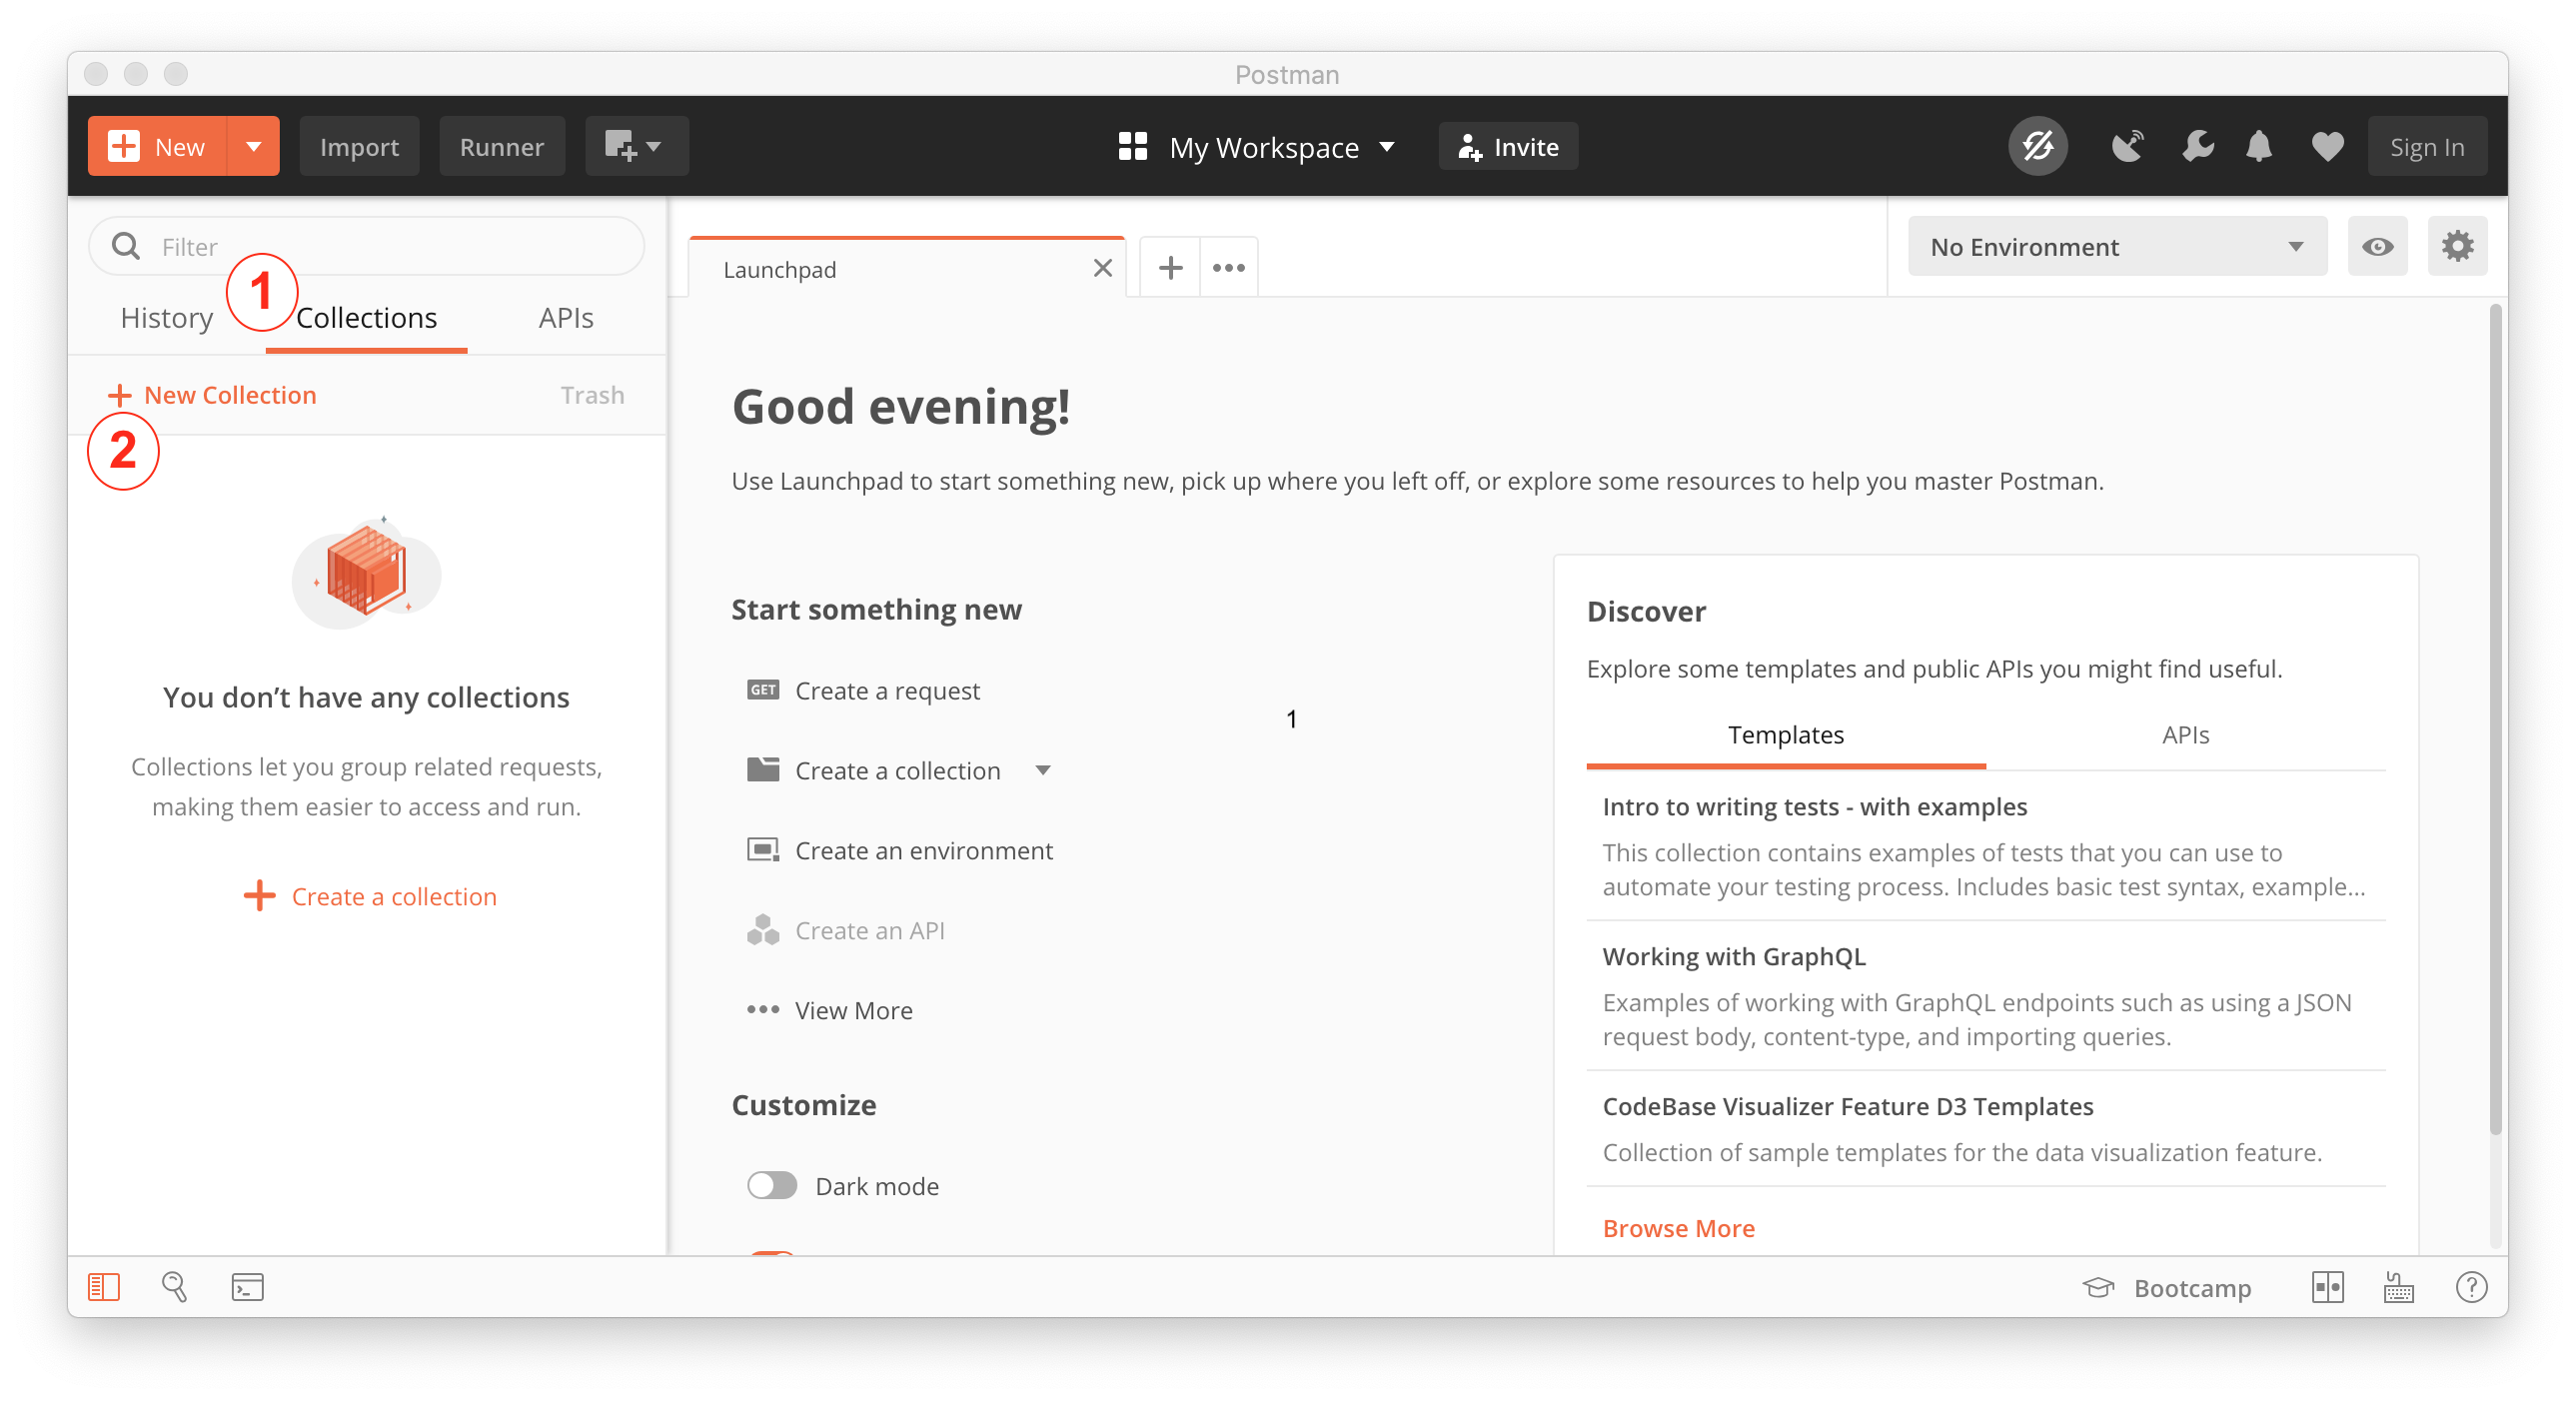 Postman
New
Import
Runner
My Workspace
Invite
Sign In
Filter
1
History
Collections
APIs
New Collection
Trash
2
You don’t have any collections
Collections let you group related requests,
making them easier to access and run.
Create a collection
Launchpad
No Environment
Good evening!
Use Launchpad to start something new, pick up where you left off, or explore some resources to help you master Postman.
Start something new
GET Create a request
Create a collection
Create an environment
Create an API
View More
1
Customize
Dark mode
Discover
Explore some templates and public APIs you might find useful.
Templates
APIs
Intro to writing tests - with examples
This collection contains examples of tests that you can use to
automate your testing process. Includes basic test syntax, example...
Working with GraphQL
Examples of working with GraphQL endpoints such as using a JSON
request body, content-type, and importing queries.
CodeBase Visualizer Feature D3 Templates
Collection of sample templates for the data visualization feature.
Browse More
Bootcamp